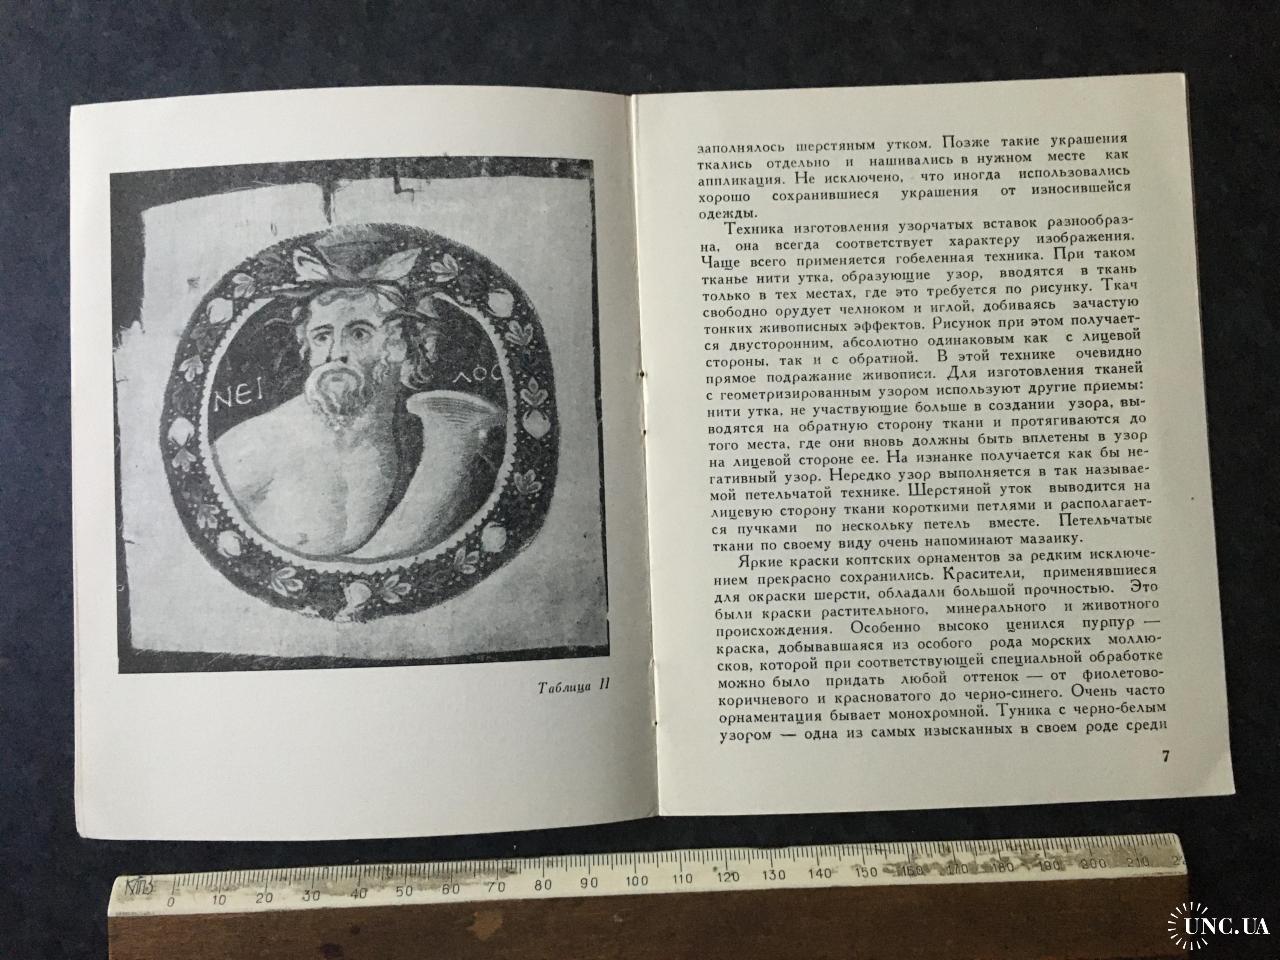 ΝΕΙ
ΛΟС
Таблица II
заполнялось шерстяным утком. Позже такие украшения
ткались отдельно и нашивались в нужном месте как
аппликация. Не исключено, что иногда использовались
хорошо сохранившиеся украшения от износившейся
одежды.
Техника изготовления узорчатых вставок разнообраз-
на, она всегда соответствует характеру изображения.
Чаще всего применяется гобеленная техника. При таком
тканье нити утка, образующие узор, вводятся в ткань
только в тех местах, где это требуется по рисунку. Ткач
свободно орудует челноком и иглой, добиваясь зачастую
тонких живописных эффектов. Рисунок при этом получает-
ся двусторонним, абсолютно одинаковым как с лицевой
стороны, так и с обратной. В этой технике очевидно
прямое подражание живописи. Для изготовления тканей
с геометризированным узором используют другие приемы:
нити утка, не участвующие больше в создании узора, вы-
водятся на обратную сторону ткани и протягиваются до
того места, где они вновь должны быть вплетены в узор
на лицевой стороне ее. На изнанке получается как бы не-
гативный узор. Нередко узор выполняется в так называе-
мой петельчатой технике. Шерстяной уток выводится на
лицевую сторону ткани короткими петлями и располагает-
ся пучками по нескольку петель вместе. Петельчатые
ткани по своему виду очень напоминают мозаику.
Яркие краски коптских орнаментов за редким исключе-
нием прекрасно сохранились. Красители, применявшиеся
для окраски шерсти, обладали большой прочностью. Это
были краски растительного, минерального и животного
происхождения. Особенно высоко ценился пурпур —
краска, добывавшаяся из особого рода морских моллю-
сков, которой при соответствующей специальной обработке
можно было придать любой оттенок — от фиолетово-
коричневого и красноватого до черно-синего. Очень часто
орнаментация бывает монохромной. Туника с черно-белым
узором — одна из самых изысканных в своем роде среди
7
0 10 20 30 40 50 60 70 80 90 100 110 120 130 140 150 160 170 180 190 200 210
UNC.UA